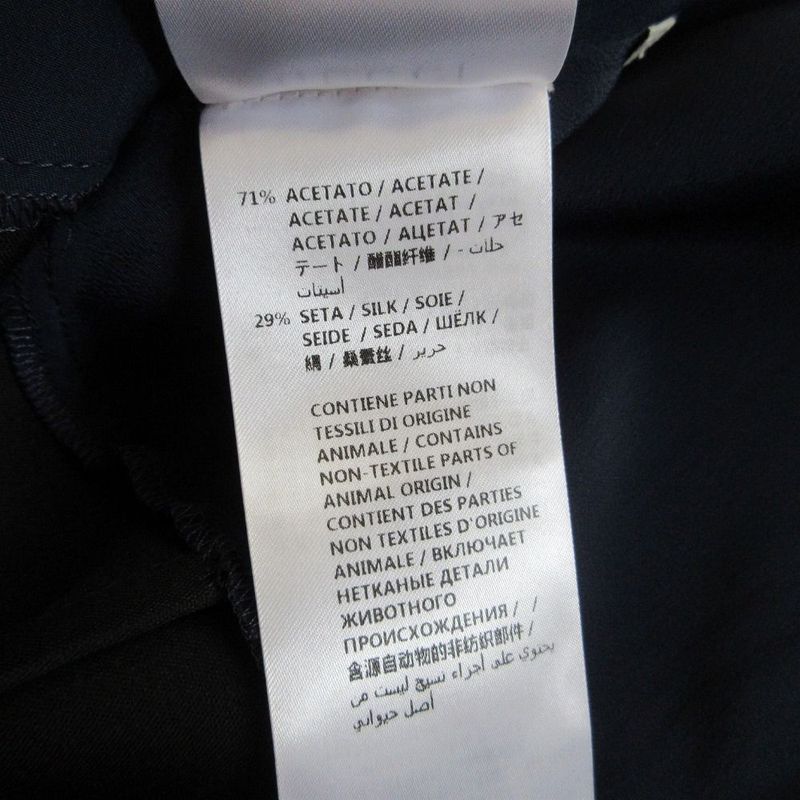 71% ACETATO / ACETATE /
ACETATE / ACETAT /
ACETATO / АЦЕТАТ / アセ
テート / 醋酯纤维 / حلات -
أسيتات
29% SETA / SILK / SOIE /
SEIDE / SEDA / ШЁЛК /
絹 / 桑蚕丝 / حرير
CONTIENE PARTI NON
TESSILI DI ORIGINE
ANIMALE / CONTAINS
NON-TEXTILE PARTS OF
ANIMAL ORIGIN /
CONTIENT DES PARTIES
NON TEXTILES D'ORIGINE
ANIMALE / ВКЛЮЧАЕТ
НЕТКАНЫЕ ДЕТАЛИ
ЖИВОТНОГО
ПРОИСХОЖДЕНИЯ / /
含源自动物的非纺织部件 /
يحتوي على أجزاء نسيج ليست من
أصل حيواني